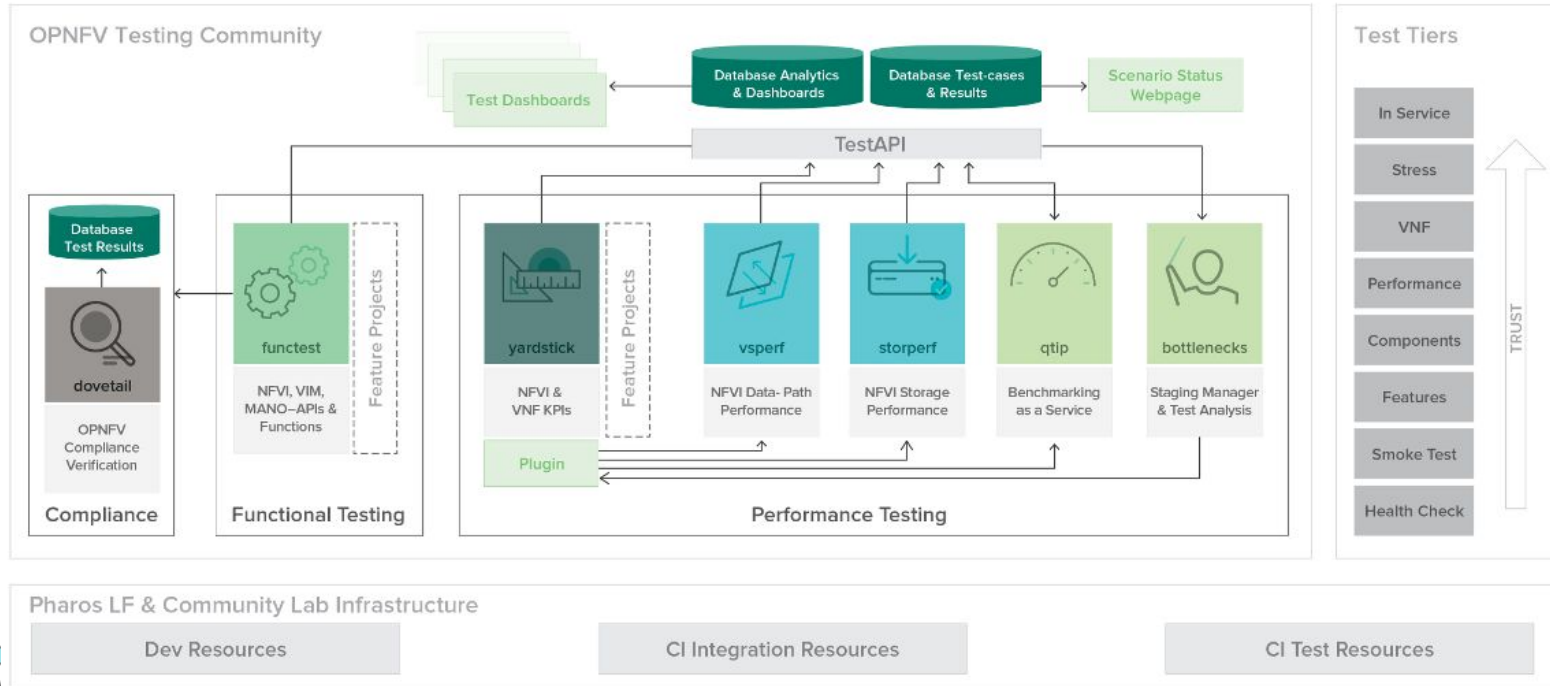 OPNFV Testing Community
Test Dashboards
Database Analytics
& Dashboards
Database Test-cases
& Results
Scenario Status
Webpage
TestAPI
Database
Test Results
dovetail
OPNFV
Compliance
Verification
Compliance
functest
NFVI, VIM,
MANO–APIs &
Functions
Feature Projects
Functional Testing
yardstick
NFVI &
VNF KPIs
Plugin
Feature Projects
vsperf
NFVI Data- Path
Performance
storperf
NFVI Storage
Performance
qtip
Benchmarking
as a Service
bottlenecks
Staging Manager
& Test Analysis
Performance Testing
Test Tiers
In Service
Stress
VNF
Performance
Components
Features
Smoke Test
Health Check
TRUST
Pharos LF & Community Lab Infrastructure
Dev Resources
CI Integration Resources
CI Test Resources